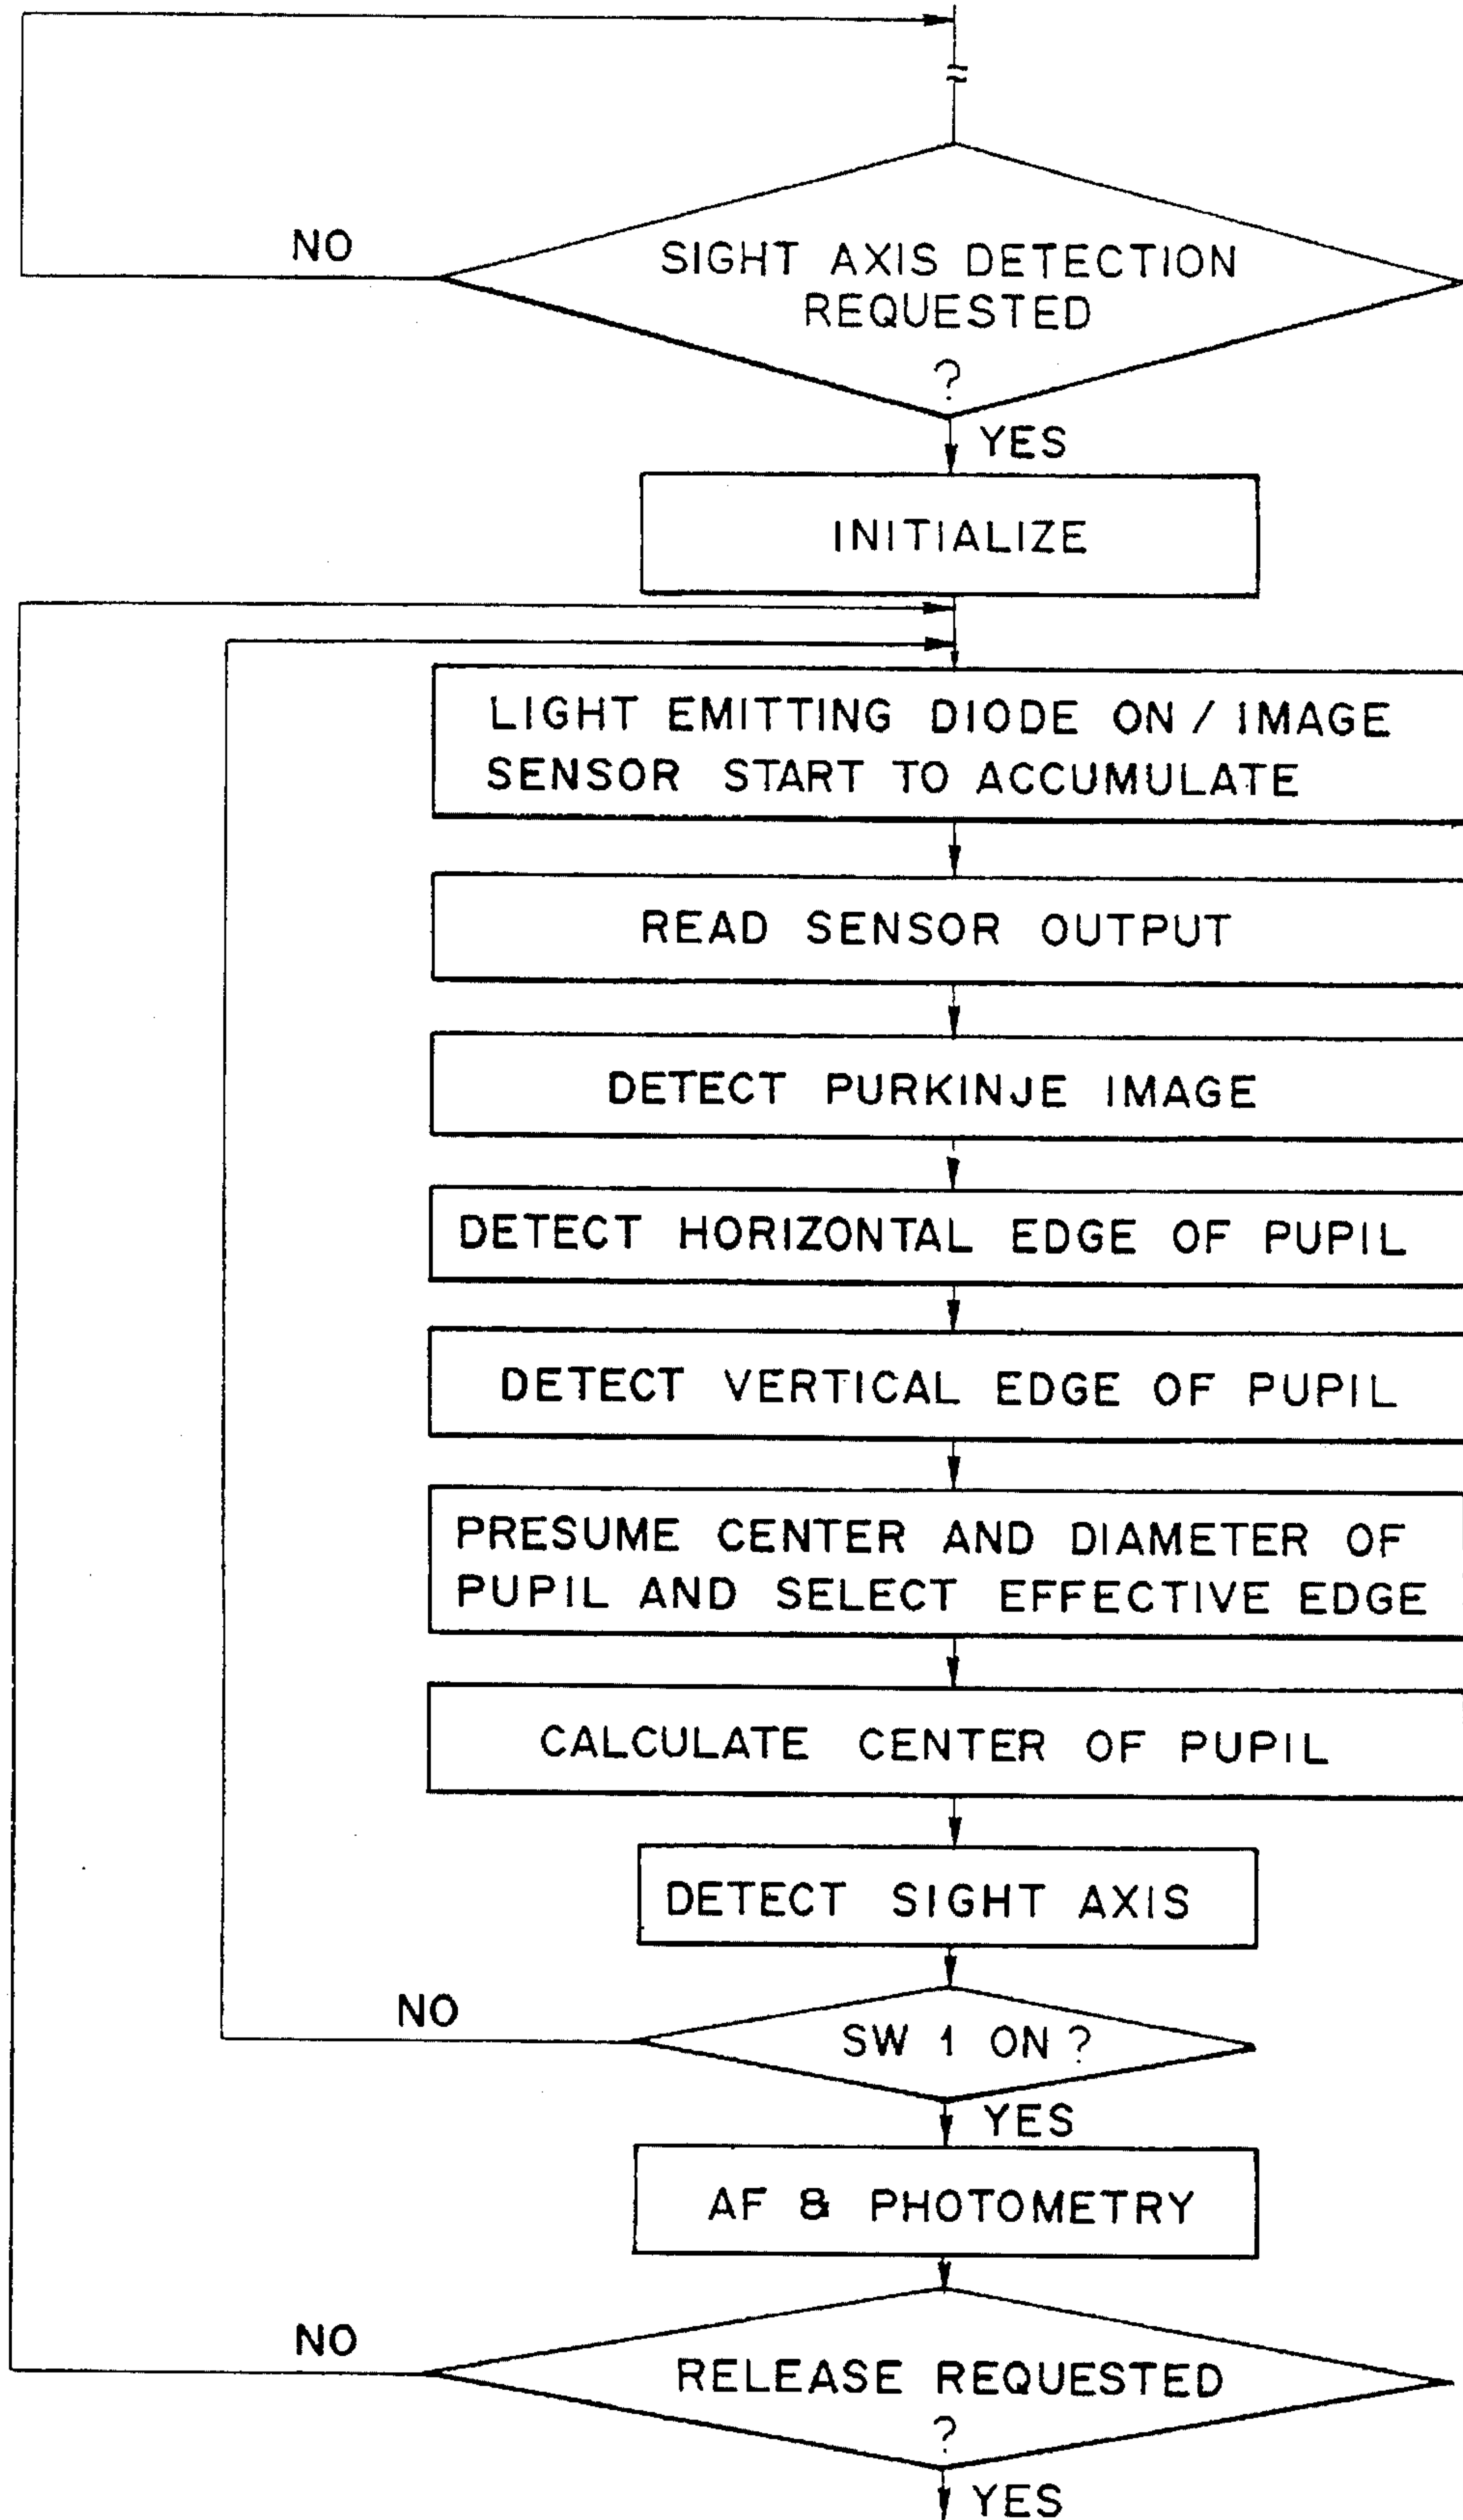 NO
SIGHT AXIS DETECTION
REQUESTED
?
YES
INITIALIZE
LIGHT EMITTING DIODE ON / IMAGE
SENSOR START TO ACCUMULATE
READ SENSOR OUTPUT
DETECT PURKINJE IMAGE
DETECT HORIZONTAL EDGE OF PUPIL
DETECT VERTICAL EDGE OF PUPIL
PRESUME CENTER AND DIAMETER OF
PUPIL AND SELECT EFFECTIVE EDGE
CALCULATE CENTER OF PUPIL
DETECT SIGHT AXIS
NO
SW 1 ON ?
YES
AF & PHOTOMETRY
NO
RELEASE REQUESTED
?
YES